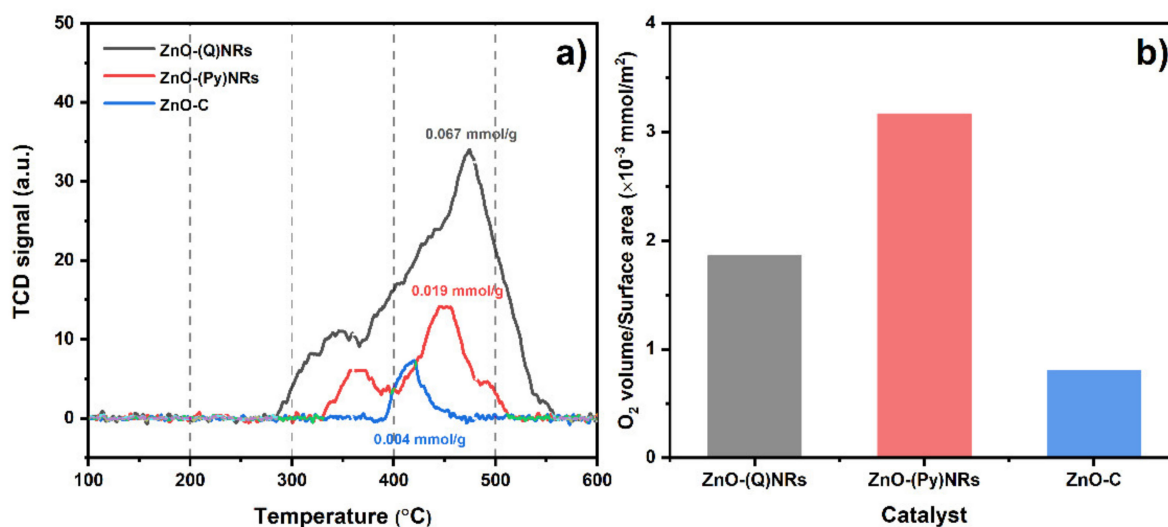 a)
ZnO-(Q)NRs
ZnO-(Py)NRs
ZnO-C
0.067 mmol/g
0.019 mmol/g
0.004 mmol/g
50
40
30
20
10
0
TCD signal (a.u.)
100 200 300 400 500 600
Temperature (°C)
b)
4
3
2
1
0
O₂ volume/Surface area (×10⁻³ mmol/m²)
ZnO-(Q)NRs ZnO-(Py)NRs ZnO-C
Catalyst